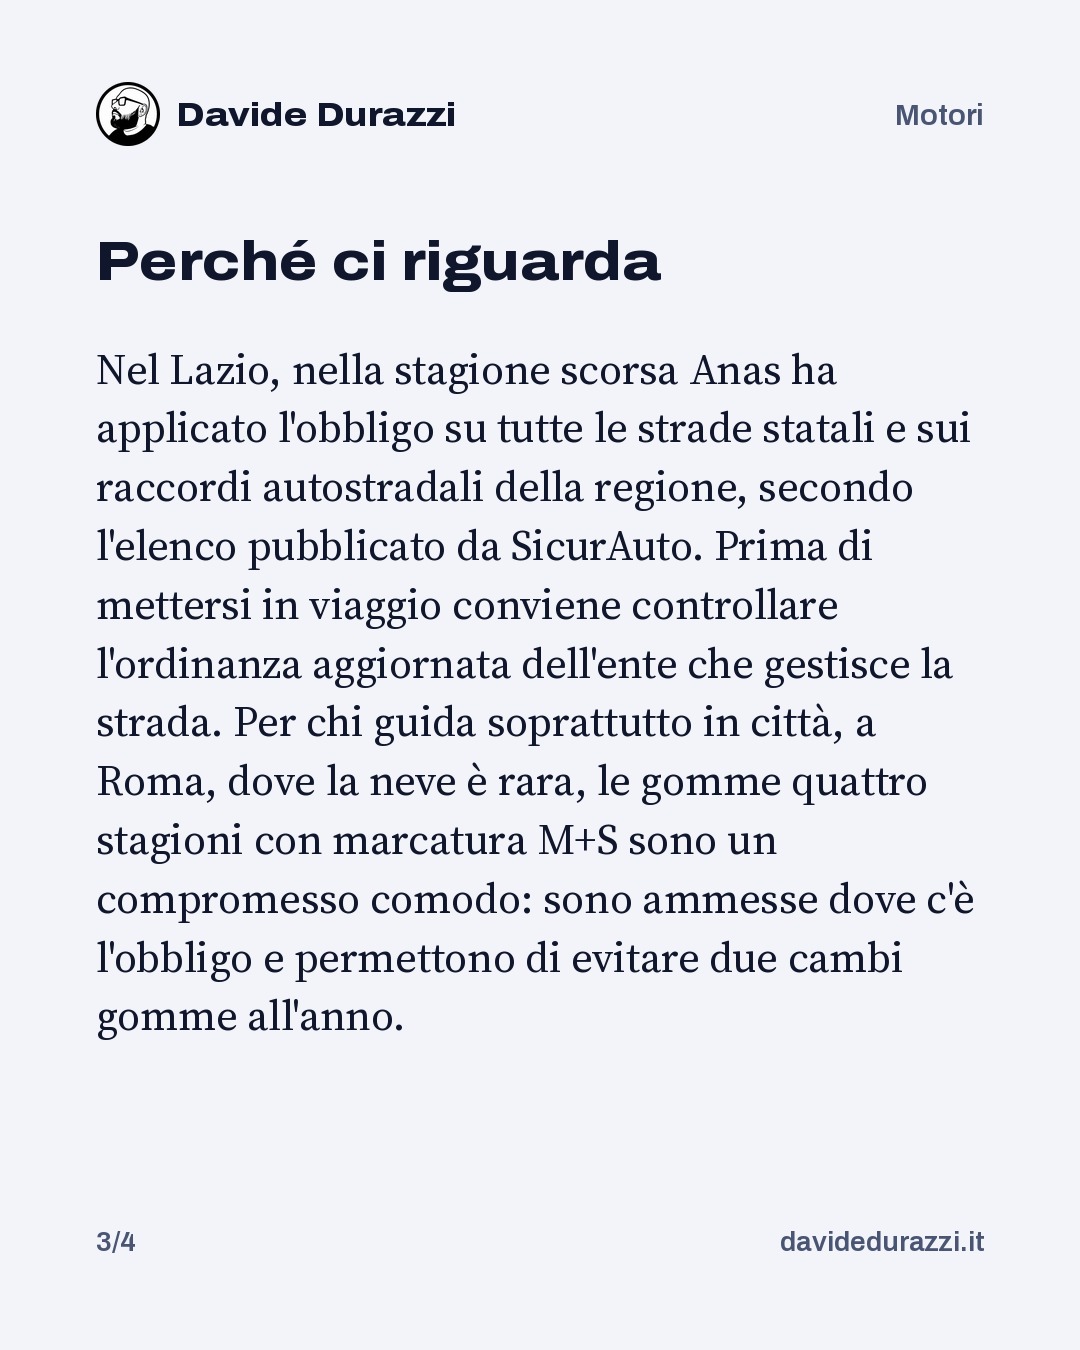 Davide Durazzi
Motori
Perché ci riguarda
Nel Lazio, nella stagione scorsa Anas ha
applicato l'obbligo su tutte le strade statali e sui
raccordi autostradali della regione, secondo
l'elenco pubblicato da SicurAuto. Prima di
mettersi in viaggio conviene controllare
l'ordinanza aggiornata dell'ente che gestisce la
strada. Per chi guida soprattutto in città, a
Roma, dove la neve è rara, le gomme quattro
stagioni con marcatura M+S sono un
compromesso comodo: sono ammesse dove c'è
l'obbligo e permettono di evitare due cambi
gomme all'anno.
3/4
davidedurazzi.it